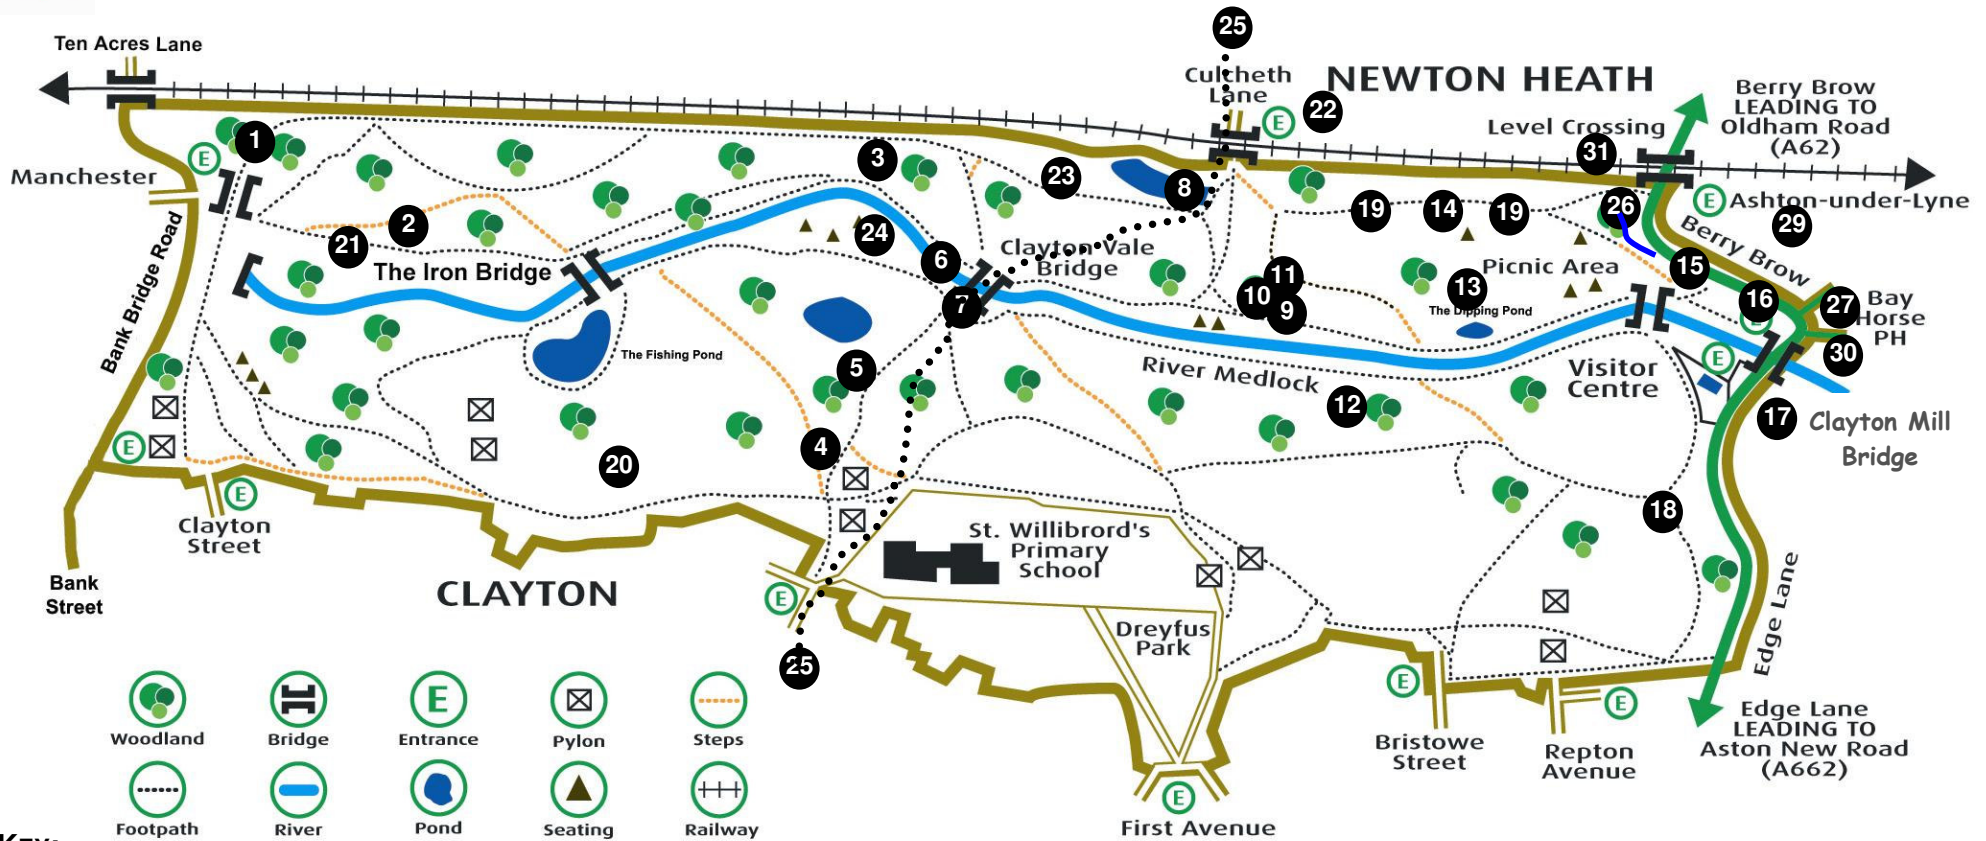 25
Ten Acres Lane
Culcheth
Lane
NEWTON HEATH
Berry Brow
LEADING TO
Oldham Road
(A62)
E
22
Level Crossing
1
E
3
31
Manchester
23
8
E
Ashton-under-Lyne
2
21
19
14
19
26
29
24
Berry Brow
Clayton Vale
Bridge
6
The Iron Bridge
Picnic Area
15
11
10
9
13
The Dipping Pond
7
16
E
27
Bay
Horse
PH
30
Bank Bridge Road
The Fishing Pond
5
River Medlock
Visitor
Centre
E
12
17
Clayton Mill
Bridge
E
4
20
E
Clayton
Street
18
St. Willibrord's
Primary
School
Bank
Street
CLAYTON
E
Edge Lane
Dreyfus
Park
25
E
E
Woodland
Bridge
E
Entrance
Pylon
Steps
Bristowe
Street
Repton
Avenue
Edge Lane
LEADING TO
Aston New Road
(A662)
Footpath
River
Pond
Seating
Railway
E
First Avenue